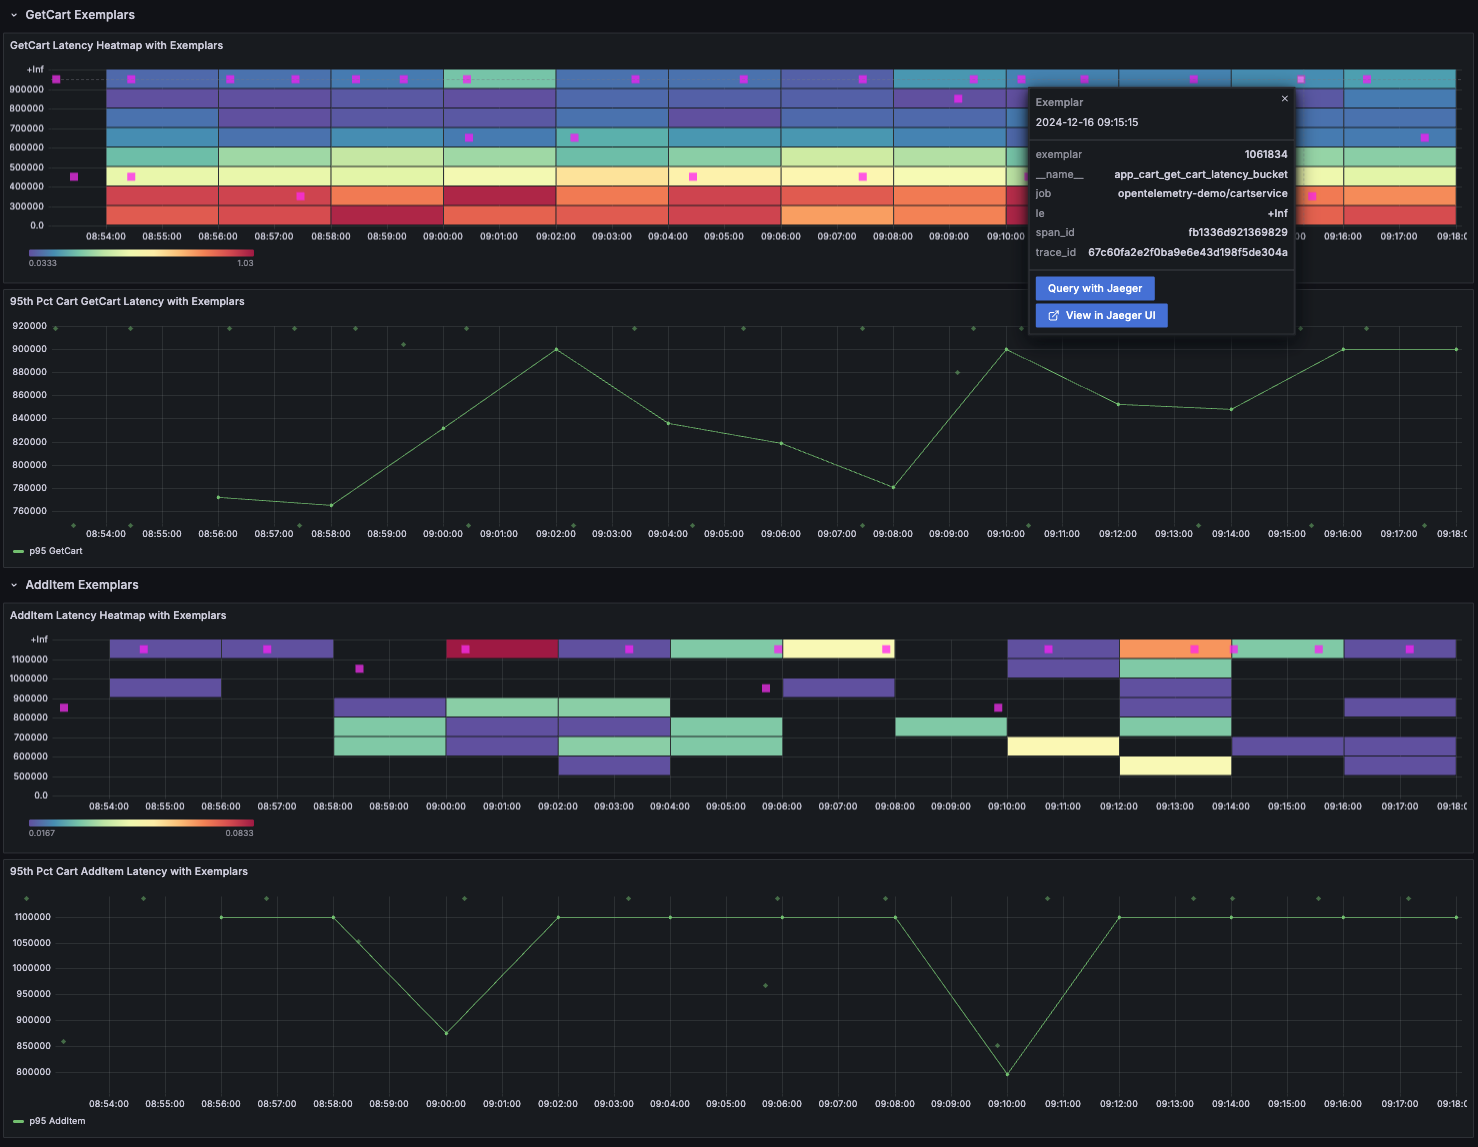 GetCart Exemplars
GetCart Latency Heatmap with Exemplars
+Inf
900000
800000
700000
600000
500000
400000
300000
0.0
08:54:00 08:55:00 08:56:00 08:57:00 08:58:00 08:59:00 09:00:00 09:01:00 09:02:00 09:03:00 09:04:00 09:05:00 09:06:00 09:07:00 09:08:00 09:09:00 09:10:00 09:16:00 09:17:00 09:18:0
0.0333 1.03
Exemplar
2024-12-16 09:15:15
exemplar 1061834
__name__ app_cart_get_cart_latency_bucket
job opentelemetry-demo/cartservice
le +Inf
span_id fb1336d921369829
trace_id 67c60fa2e2f0ba9e6e43d198f5de304a
Query with Jaeger
View in Jaeger UI
95th Pct Cart GetCart Latency with Exemplars
920000
900000
880000
860000
840000
820000
800000
780000
760000
08:54:00 08:55:00 08:56:00 08:57:00 08:58:00 08:59:00 09:00:00 09:01:00 09:02:00 09:03:00 09:04:00 09:05:00 09:06:00 09:07:00 09:08:00 09:09:00 09:10:00 09:11:00 09:12:00 09:13:00 09:14:00 09:15:00 09:16:00 09:17:00 09:18:0
p95 GetCart
AddItem Exemplars
AddItem Latency Heatmap with Exemplars
+Inf
1100000
1000000
900000
800000
700000
600000
500000
0.0
08:54:00 08:55:00 08:56:00 08:57:00 08:58:00 08:59:00 09:00:00 09:01:00 09:02:00 09:03:00 09:04:00 09:05:00 09:06:00 09:07:00 09:08:00 09:09:00 09:10:00 09:11:00 09:12:00 09:13:00 09:14:00 09:15:00 09:16:00 09:17:00 09:18:0
0.0167 0.0833
95th Pct Cart AddItem Latency with Exemplars
1100000
1050000
1000000
950000
900000
850000
800000
08:54:00 08:55:00 08:56:00 08:57:00 08:58:00 08:59:00 09:00:00 09:01:00 09:02:00 09:03:00 09:04:00 09:05:00 09:06:00 09:07:00 09:08:00 09:09:00 09:10:00 09:11:00 09:12:00 09:13:00 09:14:00 09:15:00 09:16:00 09:17:00 09:18:0
p95 AddItem